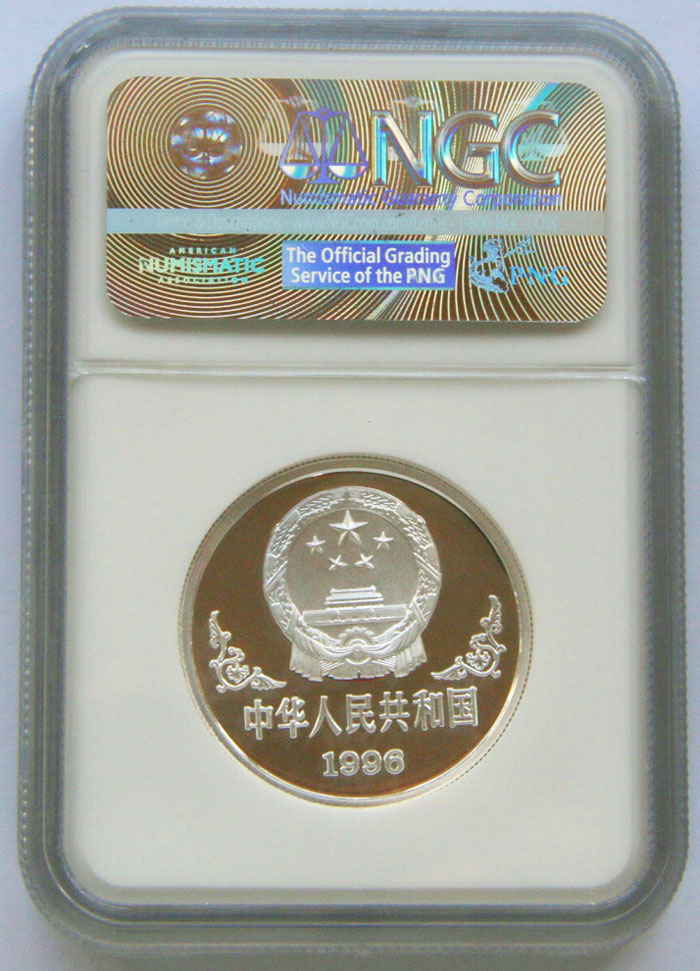 NGC
Numismatic Guaranty Corporation
AMERICAN
NUMISMATIC
ASSOCIATION
The Official Grading
Service of the PNG
PNG
中华人民共和国
1996